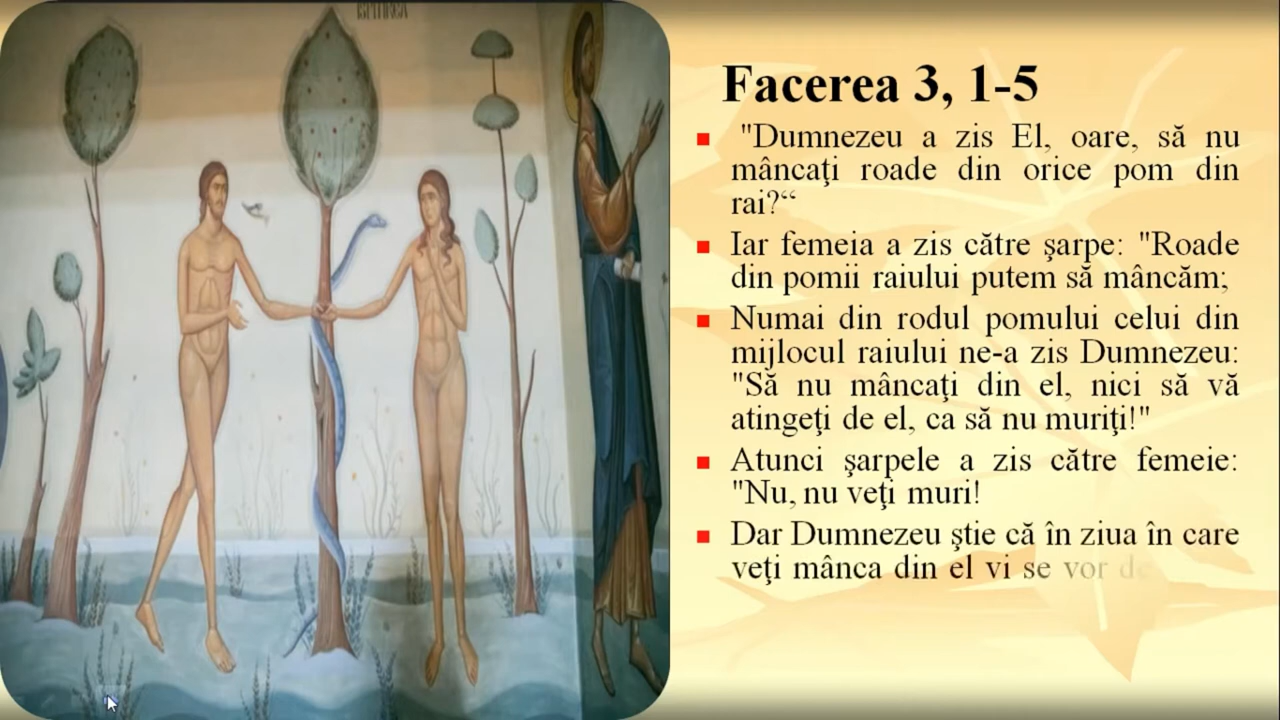 ISPITIREA
Facerea 3, 1-5
"Dumnezeu a zis El, oare, să nu
mâncaţi roade din orice pom din
rai?“
Iar femeia a zis către şarpe: "Roade
din pomii raiului putem să mâncăm;
Numai din rodul pomului celui din
mijlocul raiului ne-a zis Dumnezeu:
"Să nu mâncaţi din el, nici să vă
atingeţi de el, ca să nu muriţi!"
Atunci şarpele a zis către femeie:
"Nu, nu veţi muri!
Dar Dumnezeu ştie că în ziua în care
veţi mânca din el vi se vor de